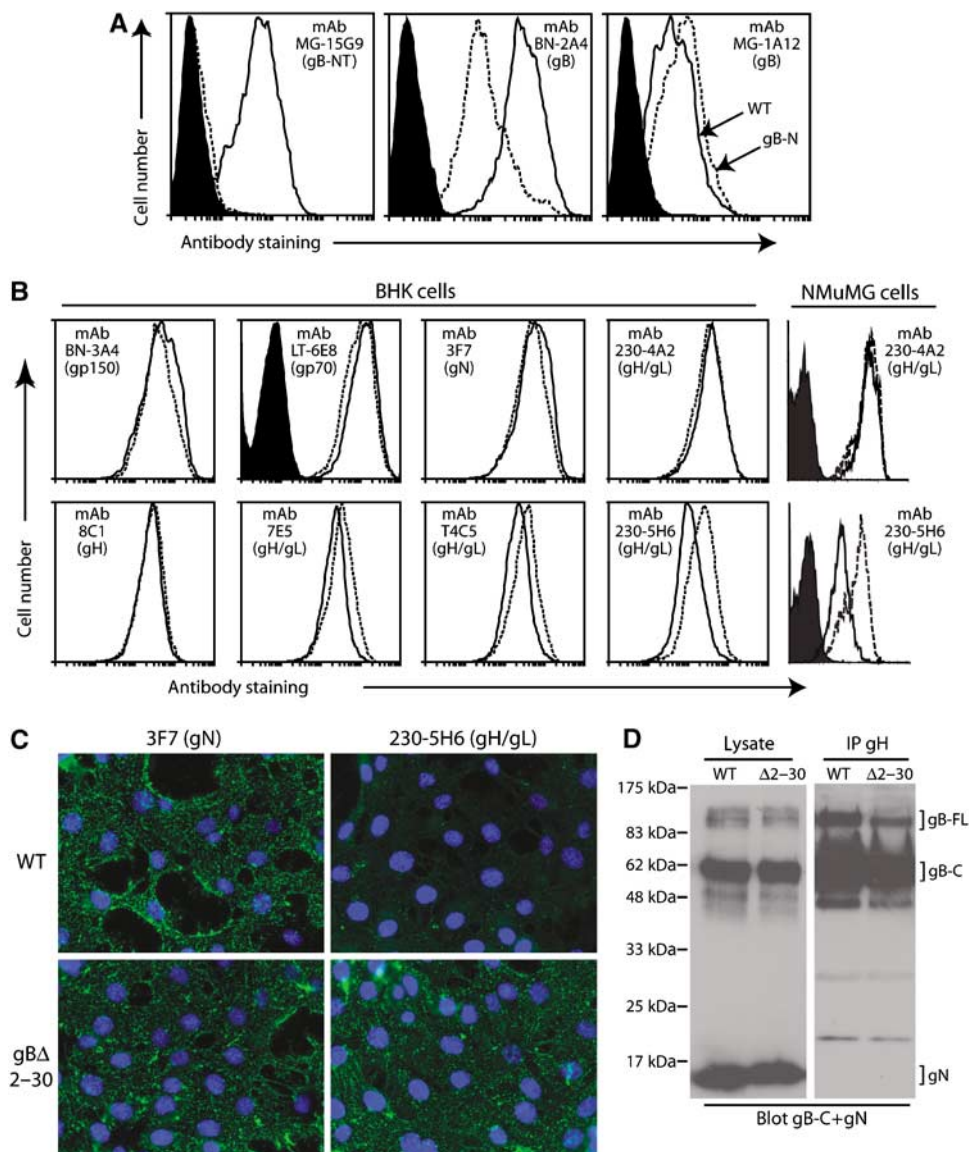 A
Cell number
mAb
MG-15G9
(gB-NT)
mAb
BN-2A4
(gB)
mAb
MG-1A12
(gB)
WT
gB-N
Antibody staining
B
BHK cells
NMuMG cells
Cell number
mAb
BN-3A4
(gp150)
mAb
LT-6E8
(gp70)
mAb
3F7
(gN)
mAb
230-4A2
(gH/gL)
mAb
230-4A2
(gH/gL)
mAb
8C1
(gH)
mAb
7E5
(gH/gL)
mAb
T4C5
(gH/gL)
mAb
230-5H6
(gH/gL)
mAb
230-5H6
(gH/gL)
Antibody staining
C
3F7 (gN)
230-5H6 (gH/gL)
WT
gBΔ
2–30
D
Lysate
IP gH
WT Δ2–30
WT Δ2–30
175 kDa
83 kDa
62 kDa
48 kDa
33 kDa
25 kDa
17 kDa
gB-FL
gB-C
gN
Blot gB-C+gN